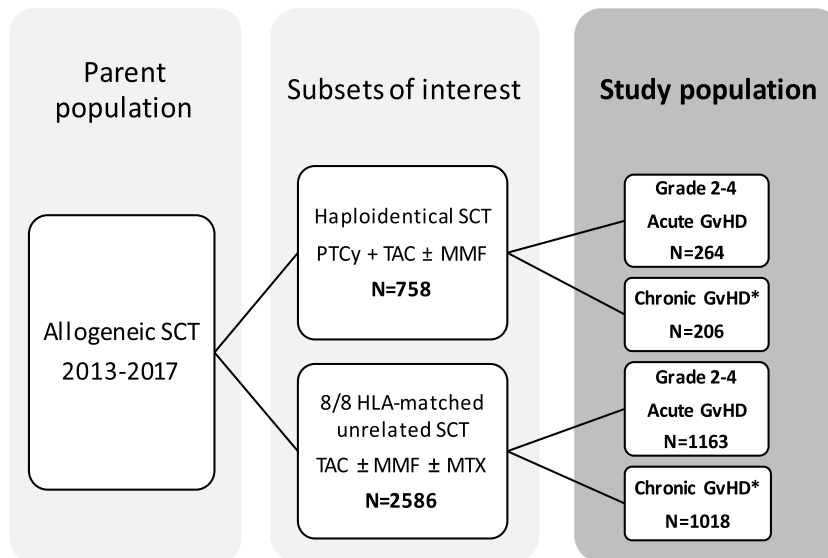 Parent
population
Subsets of interest
Study population
Allogeneic SCT
2013-2017
Haploidentical SCT
PTCy + TAC ± MMF
N=758
8/8 HLA-matched
unrelated SCT
TAC ± MMF ± MTX
N=2586
Grade 2-4
Acute GvHD
N=264
Chronic GvHD*
N=206
Grade 2-4
Acute GvHD
N=1163
Chronic GvHD*
N=1018